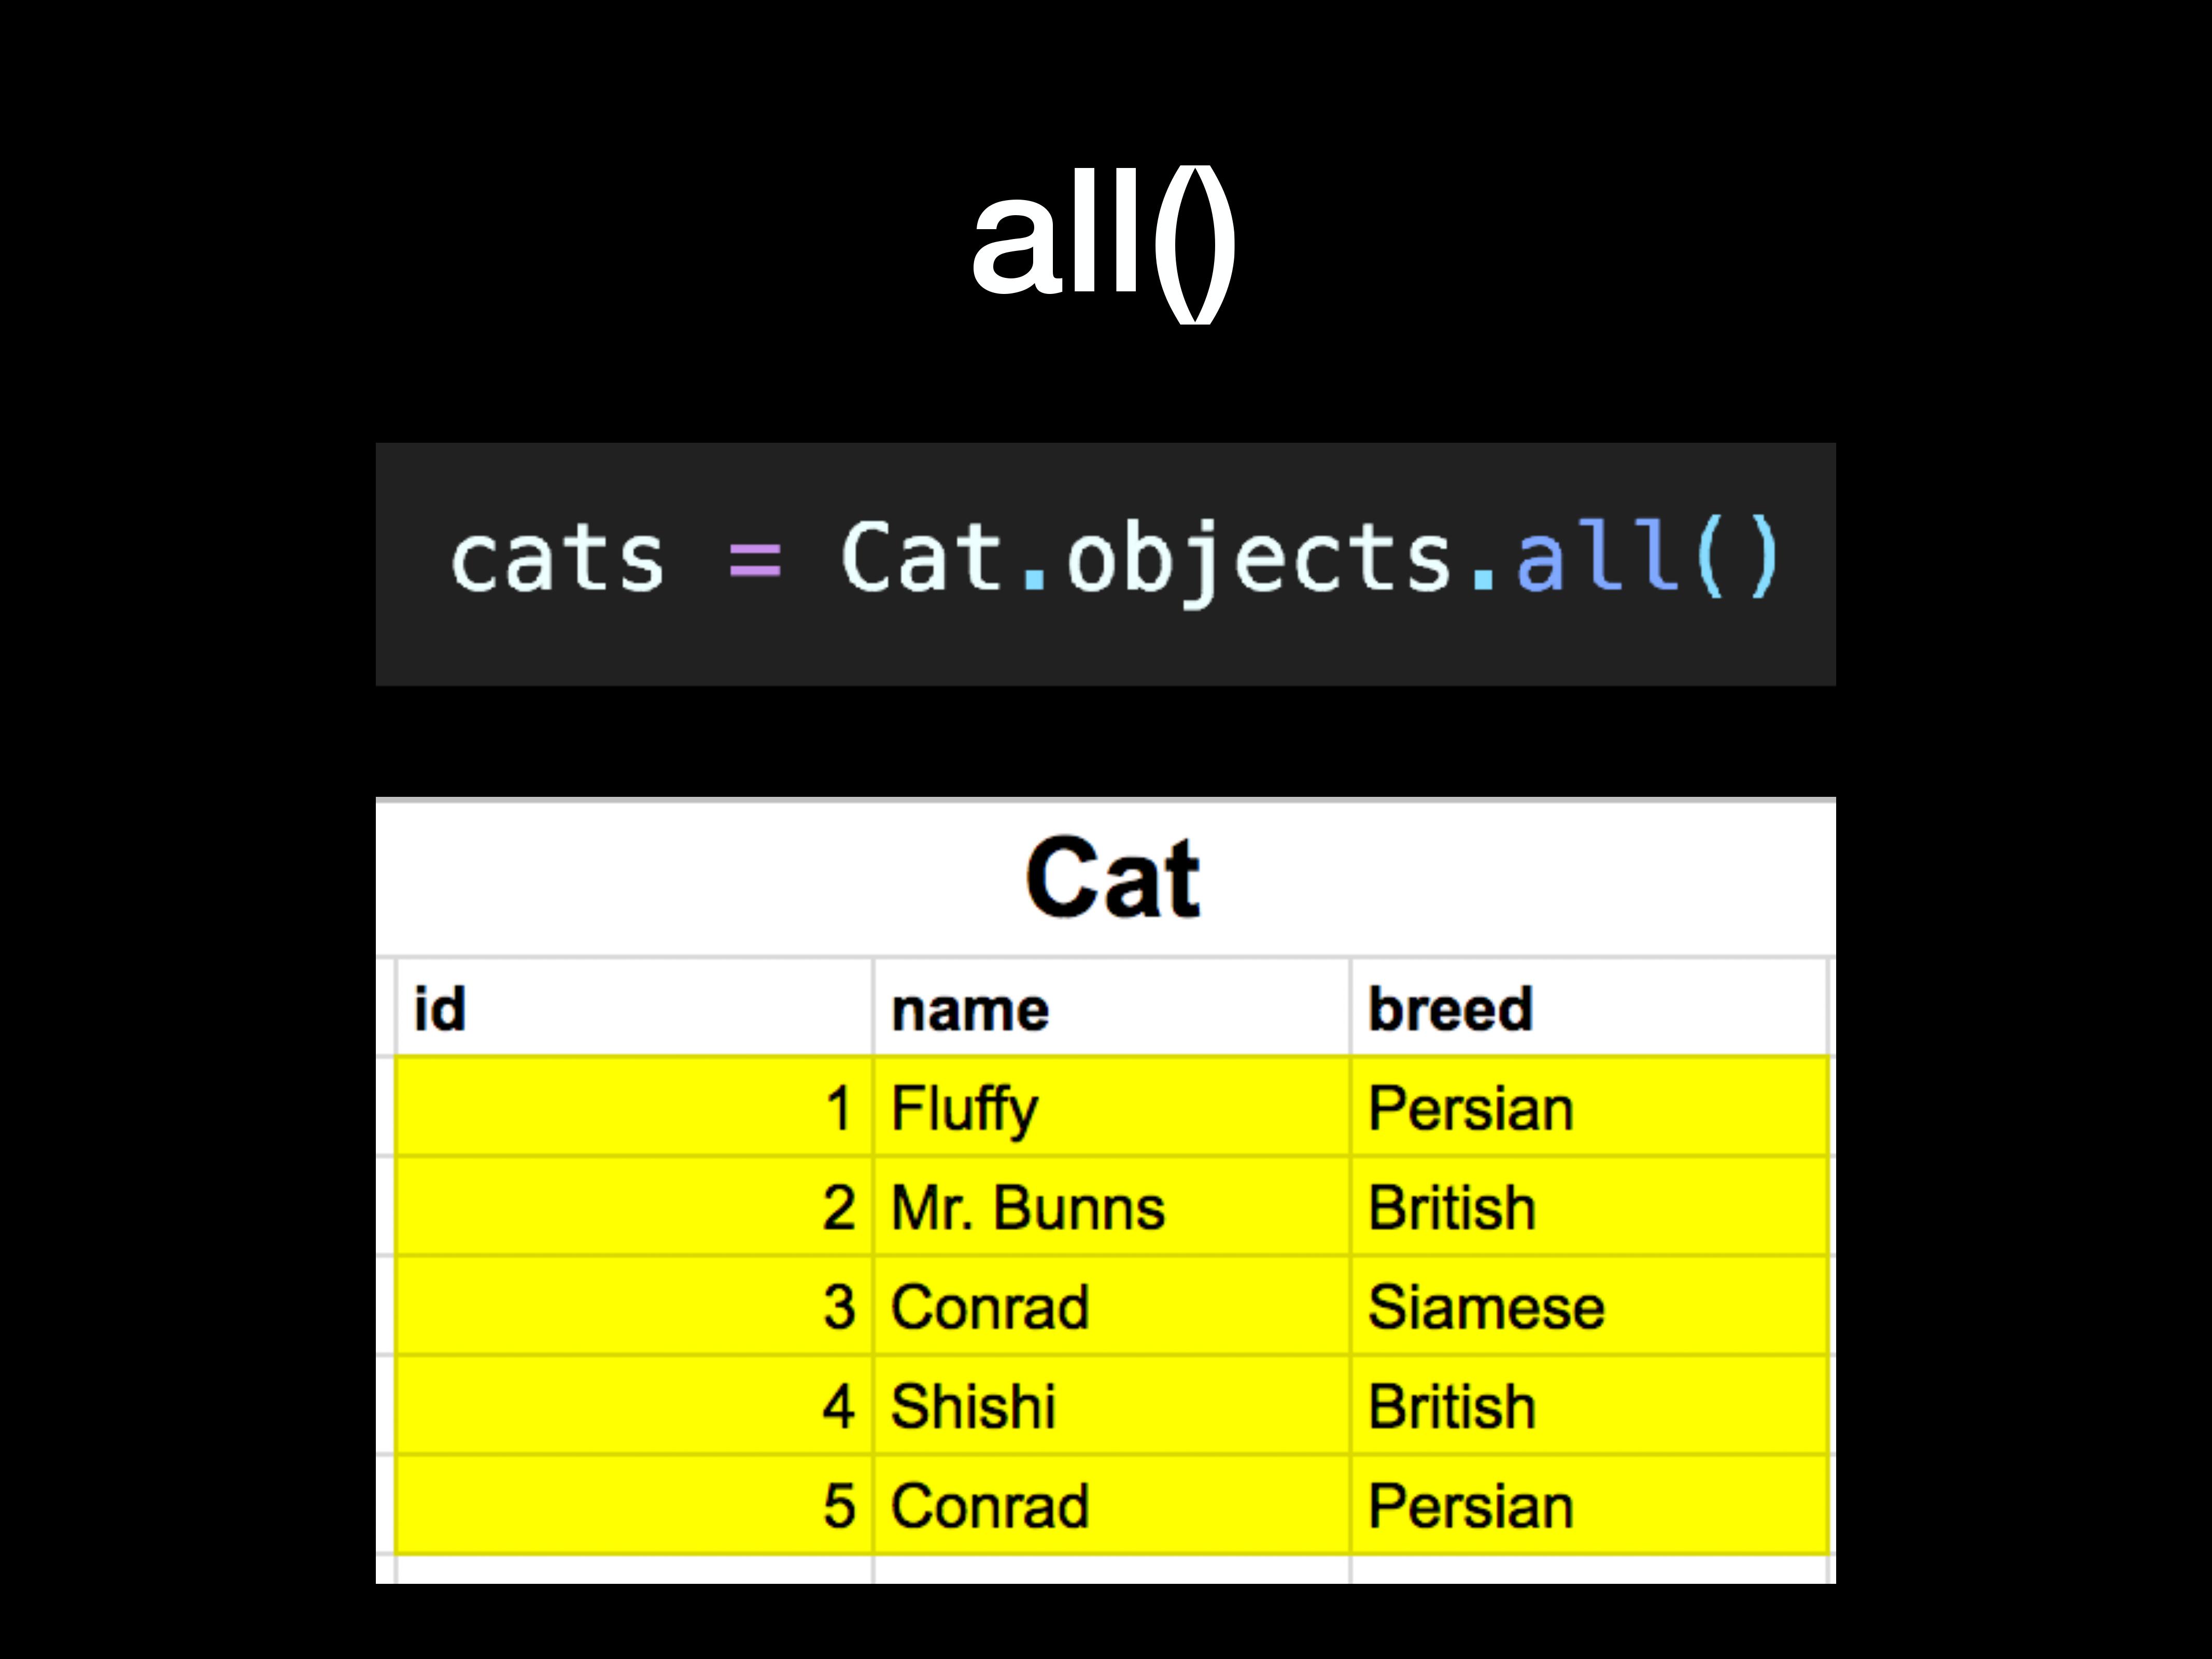 all()
cats = Cat.objects.all()
Cat
id name breed
1 Fluffy Persian
2 Mr. Bunns British
3 Conrad Siamese
4 Shishi British
5 Conrad Persian